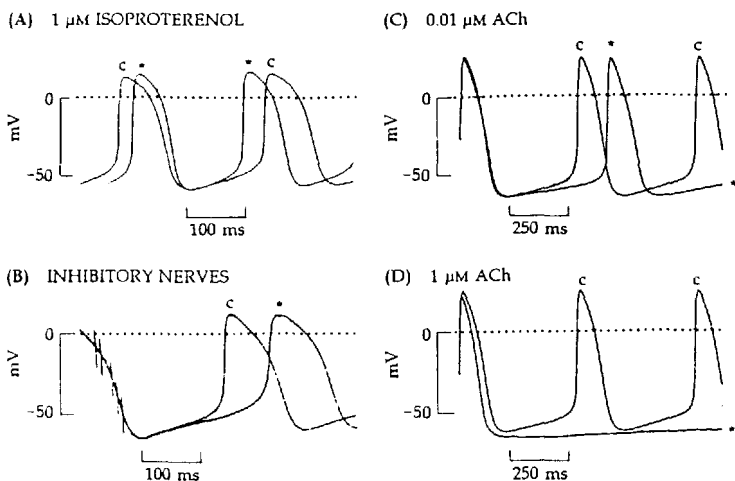 (A) 1 μM ISOPROTERENOL
c * * c
0
mV
-50
100 ms
(B) INHIBITORY NERVES
c *
0
mV
-50
100 ms
(C) 0.01 μM ACh
c * c
0
mV
-50
*
250 ms
(D) 1 μM ACh
c c
0
mV
-50
*
250 ms